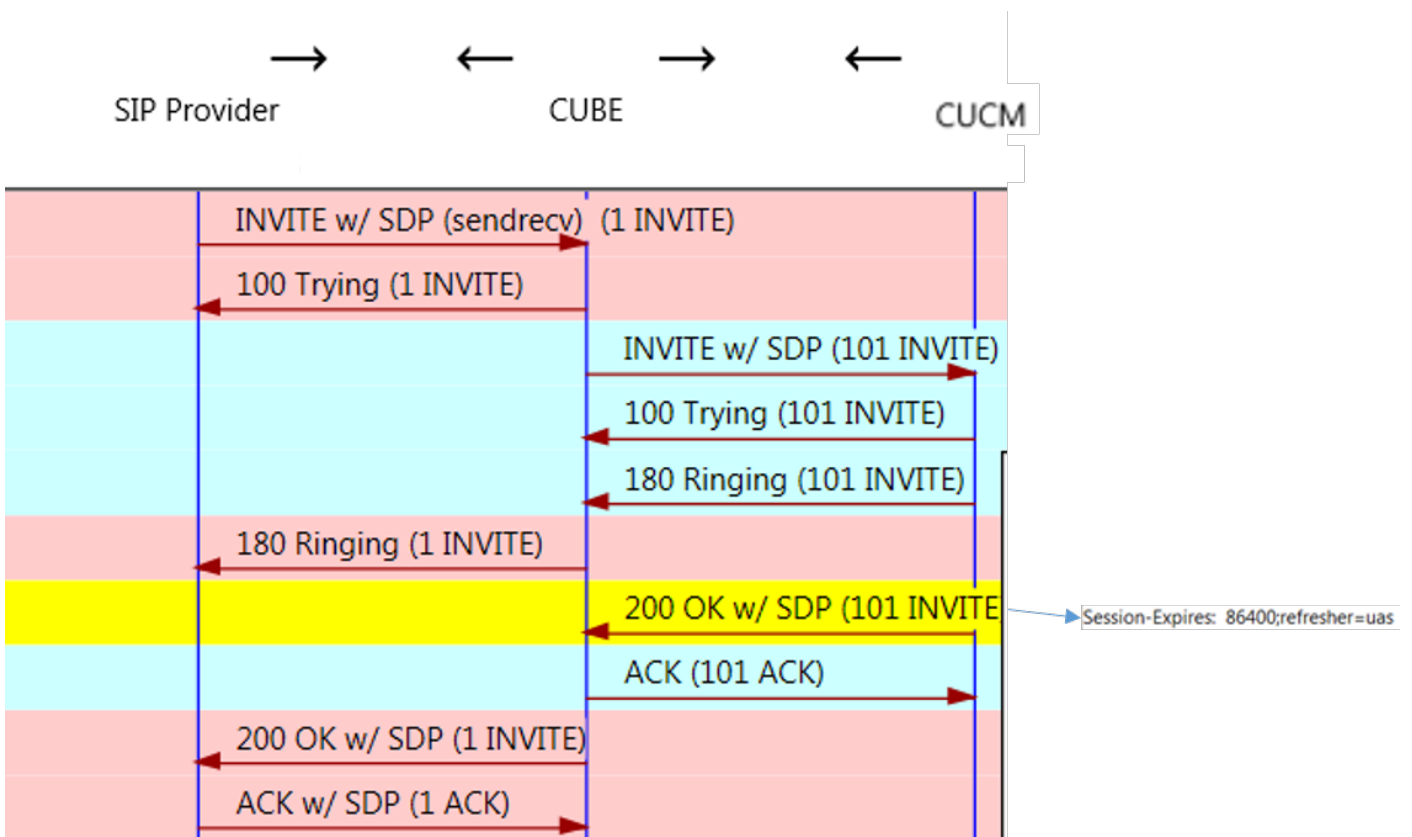 SIP Provider CUBE CUCM
INVITE w/ SDP (sendrecv) (1 INVITE)
100 Trying (1 INVITE)
INVITE w/ SDP (101 INVITE)
100 Trying (101 INVITE)
180 Ringing (101 INVITE)
180 Ringing (1 INVITE)
200 OK w/ SDP (101 INVITE
Session-Expires: 86400;refresher=uas
ACK (101 ACK)
200 OK w/ SDP (1 INVITE)
ACK w/ SDP (1 ACK)